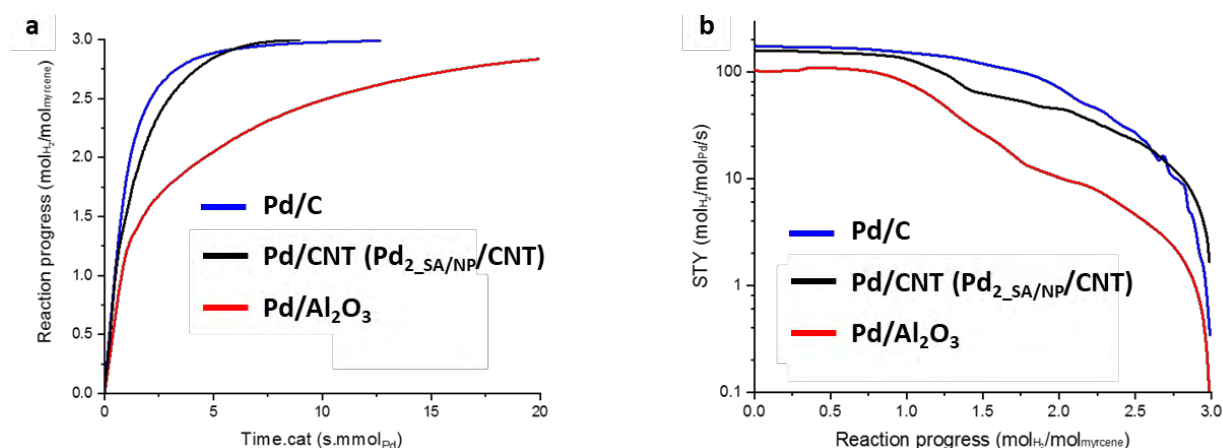 a
Reaction progress (molH₂/molmyrcene)
3.0
2.5
2.0
1.5
1.0
0.5
0.0
Pd/C
Pd/CNT (Pd₂_SA/NP/CNT)
Pd/Al₂O₃
0 5 10 15 20
Time.cat (s.mmolPd)
b
STY (molH₂/molPd/s)
100
10
1
0.1
Pd/C
Pd/CNT (Pd₂_SA/NP/CNT)
Pd/Al₂O₃
0.0 0.5 1.0 1.5 2.0 2.5 3.0
Reaction progress (molH₂/molmyrcene)